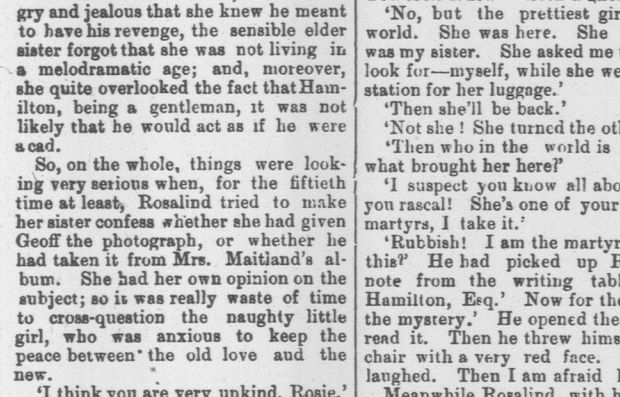 gry and jealous that she knew he meant
to have his revenge, the sensible elder
sister forgot that she was not living in
a melodramatic age; and, moreover,
she quite overlooked the fact that Ham-
ilton, being a gentleman, it was not
likely that he would act as if he were
a cad.
So, on the whole, things were look-
ing very serious when, for the fiftieth
time at least, Rosalind tried to make
her sister confess whether she had given
Geoff the photograph, or whether he
had taken it from Mrs. Maitland's al-
bum. She had her own opinion on the
subject; so it was really waste of time
to cross-question the naughty little
girl, who was anxious to keep the
peace between the old love and the
new.
'I think you are very unkind, Rosie.'
'No, but the prettiest
world. She was here. She
was my sister. She asked me
look for—myself, while she
station for her luggage.'
'Then she'll be back.'
'Not she! She turned the
'Then who in the world is
what brought her here?'
'I suspect you know all
you rascal! She's one of your
martyrs, I take it.'
'Rubbish! I am the
this?' He had picked up
note from the writing
Hamilton, Esq.' Now for
the mystery.' He opened
read it. Then he threw
chair with a very red face.
laughed. Then I am afraid
Meanwhile Rosalind, with